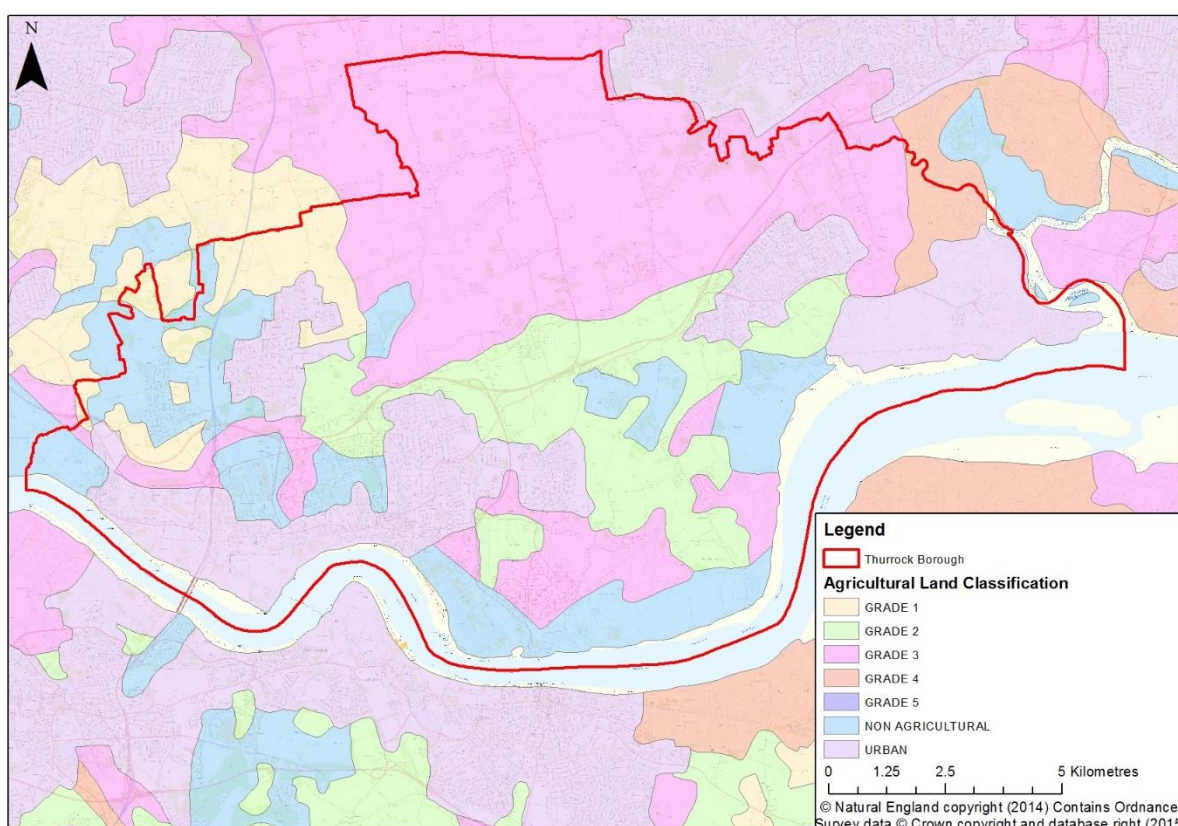 N
Legend
Thurrock Borough
Agricultural Land Classification
GRADE 1
GRADE 2
GRADE 3
GRADE 4
GRADE 5
NON AGRICULTURAL
URBAN
0 1.25 2.5 5 Kilometres
© Natural England copyright (2014) Contains Ordnance
Survey data © Crown copyright and database right (2015